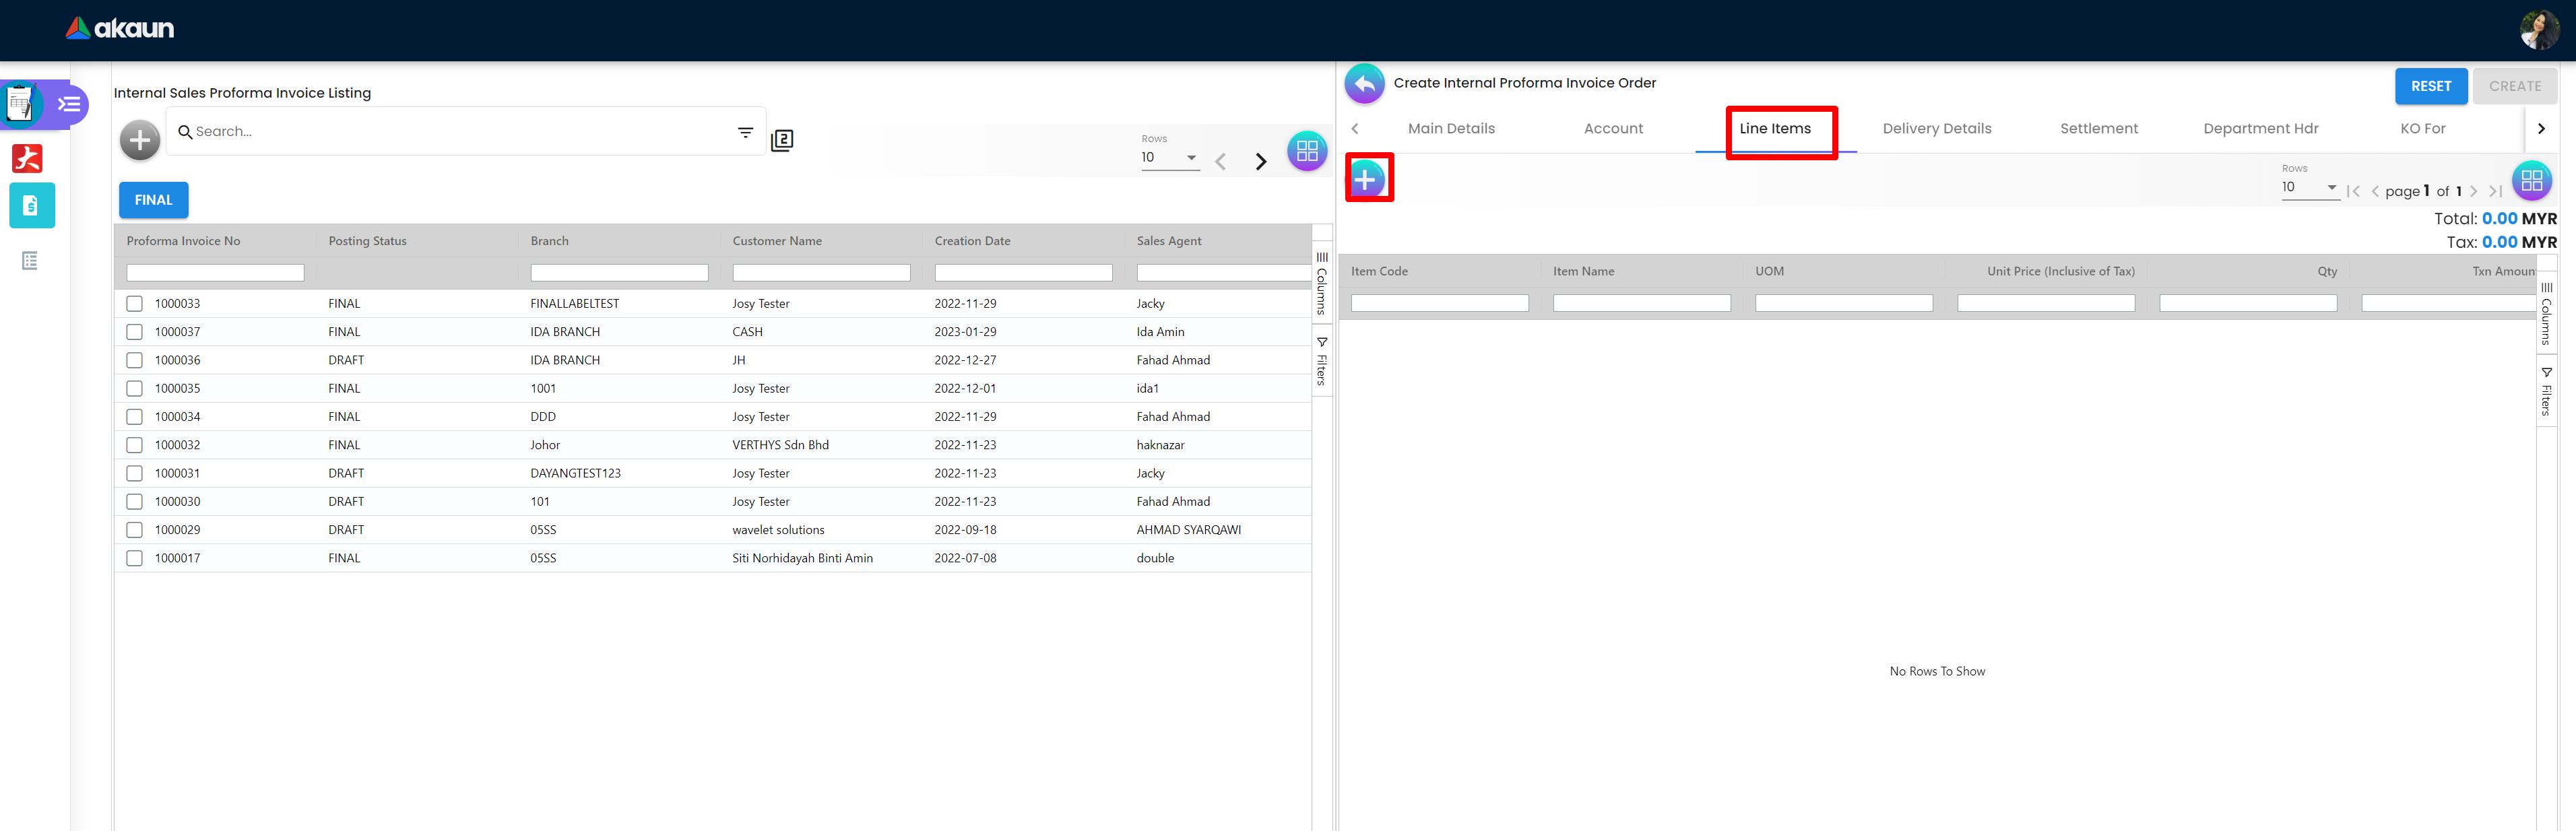 akaun
Internal Sales Proforma Invoice Listing
Search...
2
Rows
10
FINAL
Proforma Invoice No Posting Status Branch Customer Name Creation Date Sales Agent
1000033 FINAL FINALLABELTEST Josy Tester 2022-11-29 Jacky
1000037 FINAL IDA BRANCH CASH 2023-01-29 Ida Amin
1000036 DRAFT IDA BRANCH JH 2022-12-27 Fahad Ahmad
1000035 FINAL 1001 Josy Tester 2022-12-01 ida1
1000034 FINAL DDD Josy Tester 2022-11-29 Fahad Ahmad
1000032 FINAL Johor VERTHYS Sdn Bhd 2022-11-23 haknazar
1000031 DRAFT DAYANGTEST123 Josy Tester 2022-11-23 Jacky
1000030 DRAFT 101 Josy Tester 2022-11-23 Fahad Ahmad
1000029 DRAFT 05SS wavelet solutions 2022-09-18 AHMAD SYARQAWI
1000017 FINAL 05SS Siti Norhidayah Binti Amin 2022-07-08 double
Columns
Filters
Create Internal Proforma Invoice Order
RESET CREATE
Main Details Account Line Items Delivery Details Settlement Department Hdr KO For
Rows
10
page 1 of 1
Total: 0.00 MYR
Tax: 0.00 MYR
Item Code Item Name UOM Unit Price (Inclusive of Tax) Qty Txn Amoun
Columns
Filters
No Rows To Show